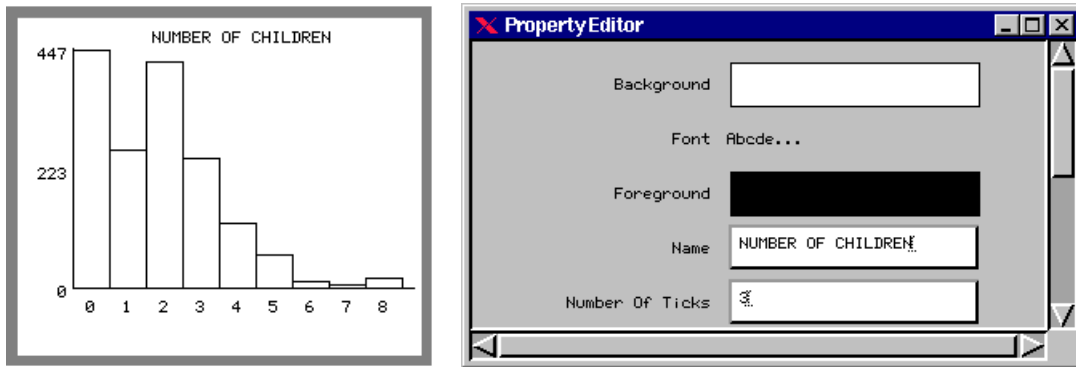 NUMBER OF CHILDREN
447
223
0
0 1 2 3 4 5 6 7 8
PropertyEditor
Background
Font Abcde...
Foreground
Name NUMBER OF CHILDREN
Number Of Ticks 3